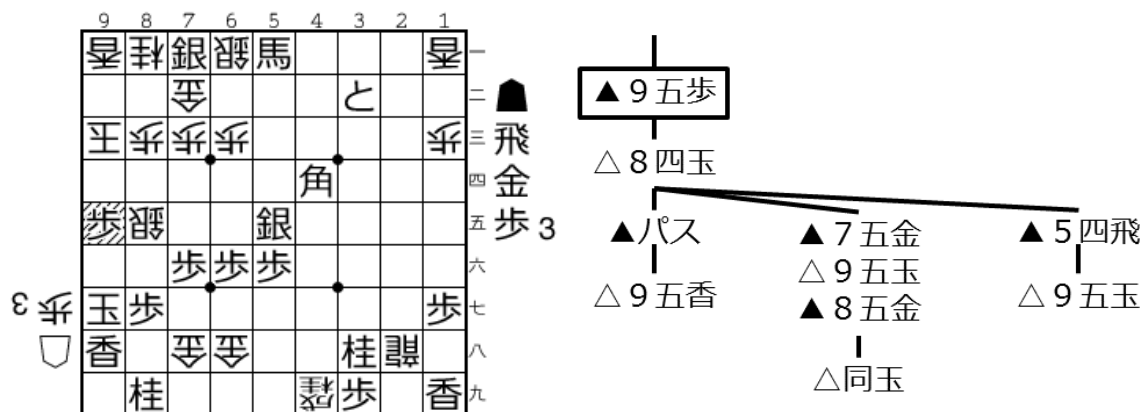 9 8 7 6 5 4 3 2 1
香 桂 銀 銀 馬 香 一
金 と 二
王 歩 歩 歩 歩 三
角 四
歩 銀 銀 五
歩 歩 歩 六
玉 歩 歩 七
香 金 金 桂 龍 八
桂 成桂 歩 香 九
飛
金
歩 3
歩 3
▲９五歩
△８四玉
▲パス
△９五香
▲７五金
△９五玉
▲８五金
△同玉
▲５四飛
△９五玉